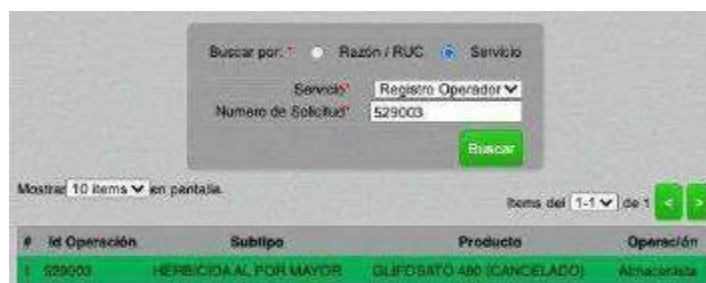 Buscar por: * Razón / RUC Servicio
Servicio* Registro Operador
Numero de Solicitud* 529003
Buscar
Mostrar 10 items en pantalla.
Items del 1-1 de 1 < >
# Id Operación Subtipo Producto Operación
1 529003 HERBICIDA AL POR MAYOR GLIFOSATO 480 (CANCELADO) Almacenista